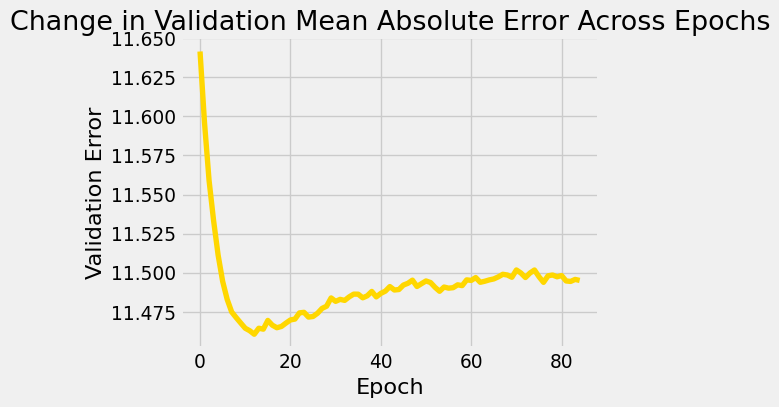 Change in Validation Mean Absolute Error Across Epochs
11.650
11.625
11.600
11.575
11.550
11.525
11.500
11.475
Validation Error
0 20 40 60 80
Epoch